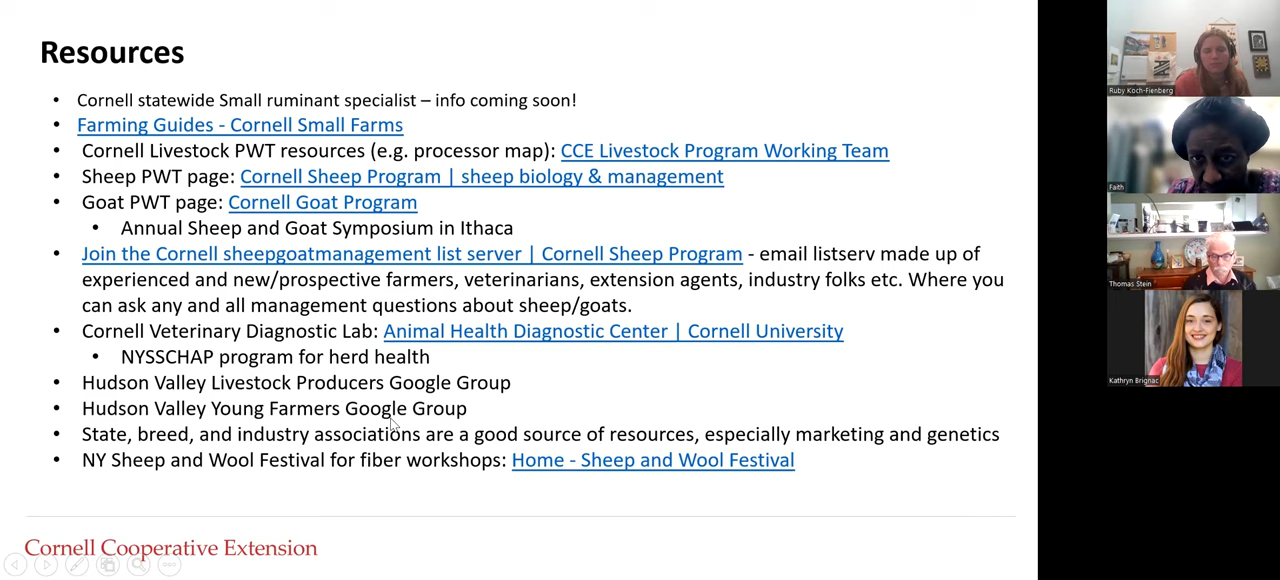 Resources
• Cornell statewide Small ruminant specialist – info coming soon!
• Farming Guides - Cornell Small Farms
• Cornell Livestock PWT resources (e.g. processor map): CCE Livestock Program Working Team
• Sheep PWT page: Cornell Sheep Program | sheep biology & management
• Goat PWT page: Cornell Goat Program
• Annual Sheep and Goat Symposium in Ithaca
• Join the Cornell sheepgoatmanagement list server | Cornell Sheep Program - email listserv made up of
experienced and new/prospective farmers, veterinarians, extension agents, industry folks etc. Where you
can ask any and all management questions about sheep/goats.
• Cornell Veterinary Diagnostic Lab: Animal Health Diagnostic Center | Cornell University
• NYSSCHAP program for herd health
• Hudson Valley Livestock Producers Google Group
• Hudson Valley Young Farmers Google Group
• State, breed, and industry associations are a good source of resources, especially marketing and genetics
• NY Sheep and Wool Festival for fiber workshops: Home - Sheep and Wool Festival
Cornell Cooperative Extension
Ruby Koch-Fienberg
Faith
Thomas Stein
Kathryn Brignac